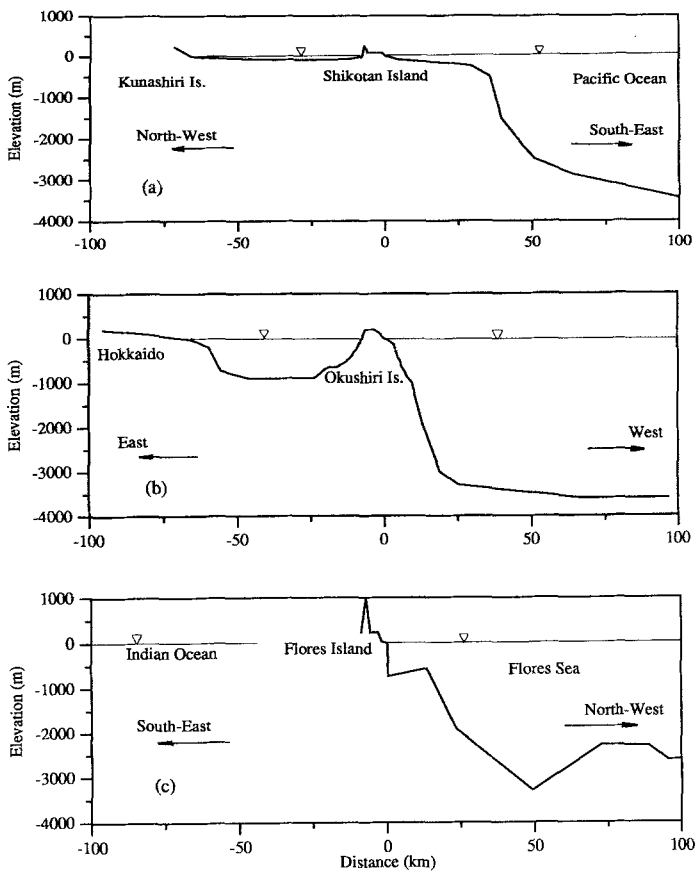 1000
0
-1000
-2000
-3000
-4000
Elevation (m)
Kunashiri Is.
Shikotan Island
Pacific Ocean
North-West
South-East
(a)
-100
-50
0
50
100
1000
0
-1000
-2000
-3000
-4000
Elevation (m)
Hokkaido
Okushiri Is.
East
West
(b)
-100
-50
0
50
100
1000
0
-1000
-2000
-3000
-4000
Elevation (m)
Indian Ocean
Flores Island
Flores Sea
South-East
North-West
(c)
-100
-50
0
50
100
Distance (km)